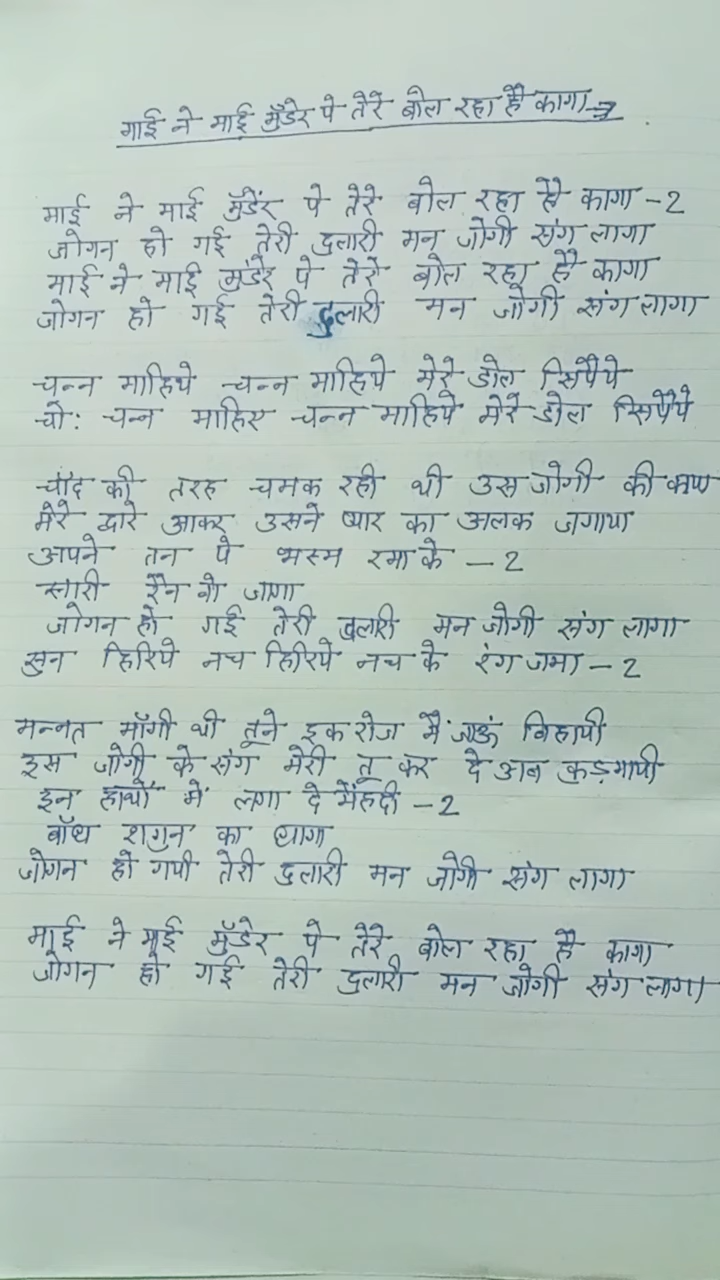 माई ने माई मुँडेर पे तेरे बोल रहा है कागा-2
माई ने माई मुँडेर पे तेरे बोल रहा है कागा -2
जोगन हो गई तेरी दुलारी मन जोगी संग लागा
माई ने माई मुंडेर पे तेरे बोल रहा है कागा
जोगन हो गई तेरी दुलारी मन जोगी संग लागा
चन्न माहिये चन्न माहिये मेरे डोल सिपैये
वो: चन्न माहिए चन्न माहिये मेरे डोल सिपैये
चांद की तरह चमक रही थी उस जोगी की काया
मेरे द्वारे आकर उसने प्यार का अलक जगाया
अपने तन पे भस्म रमा के -2
सारी रैन वो जागा
जोगन हो गई तेरी दुलारी मन जोगी संग लागा
सुन हिरिये नच हिरिये नच के रंग जमा -2
मन्नत माँगी थी तूने इक रोज मैं जाऊं बिहायी
इस जोगी के संग मेरी तू कर दे अब कुड़मायी
इन हाथों में लगा दे मेंहदी -2
बाँध शगुन का धागा
जोगन हो गयी तेरी दुलारी मन जोगी संग लागा
माई ने माई मुँडेर पे तेरे बोल रहा है कागा
जोगन हो गई तेरी दुलारी मन जोगी संग लागा